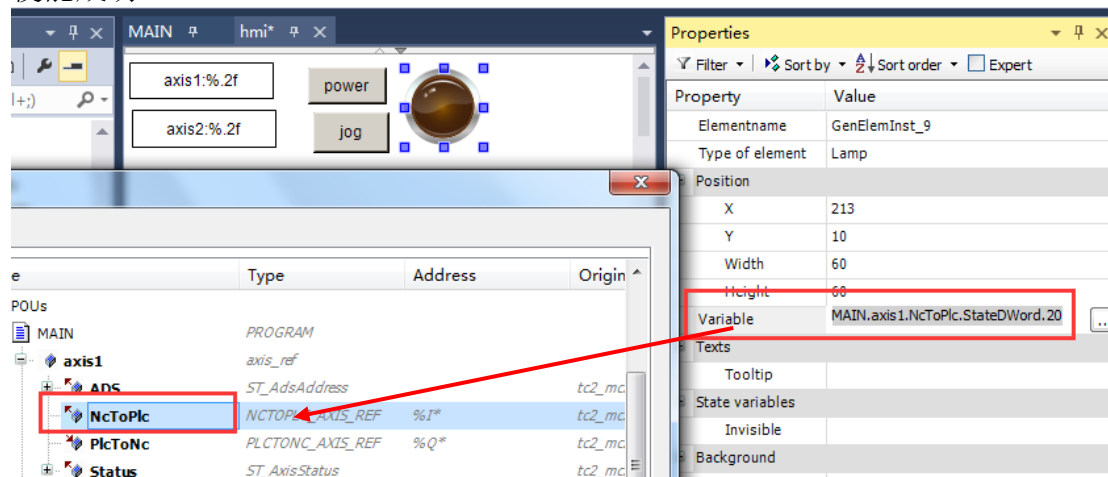 MAIN
hmi*
Properties
Filter
Sort by
Sort order
Expert
l+;)
axis1:%.2f
power
axis2:%.2f
jog
Property
Value
Elementname
GenElemInst_9
Type of element
Lamp
Position
X
213
Y
10
Width
60
Height
60
Variable
MAIN.axis1.NcToPlc.StateDWord.20
..
Texts
Tooltip
State variables
Invisible
Background
e
Type
Address
Origin
POUs
MAIN
PROGRAM
axis1
axis_ref
ADS
ST_AdsAddress
tc2_mc
NcToPlc
NCTOPLC_AXIS_REF
%I*
tc2_mc
PlcToNc
PLCTONC_AXIS_REF
%Q*
tc2_mc
Status
ST_AxisStatus
tc2_mc